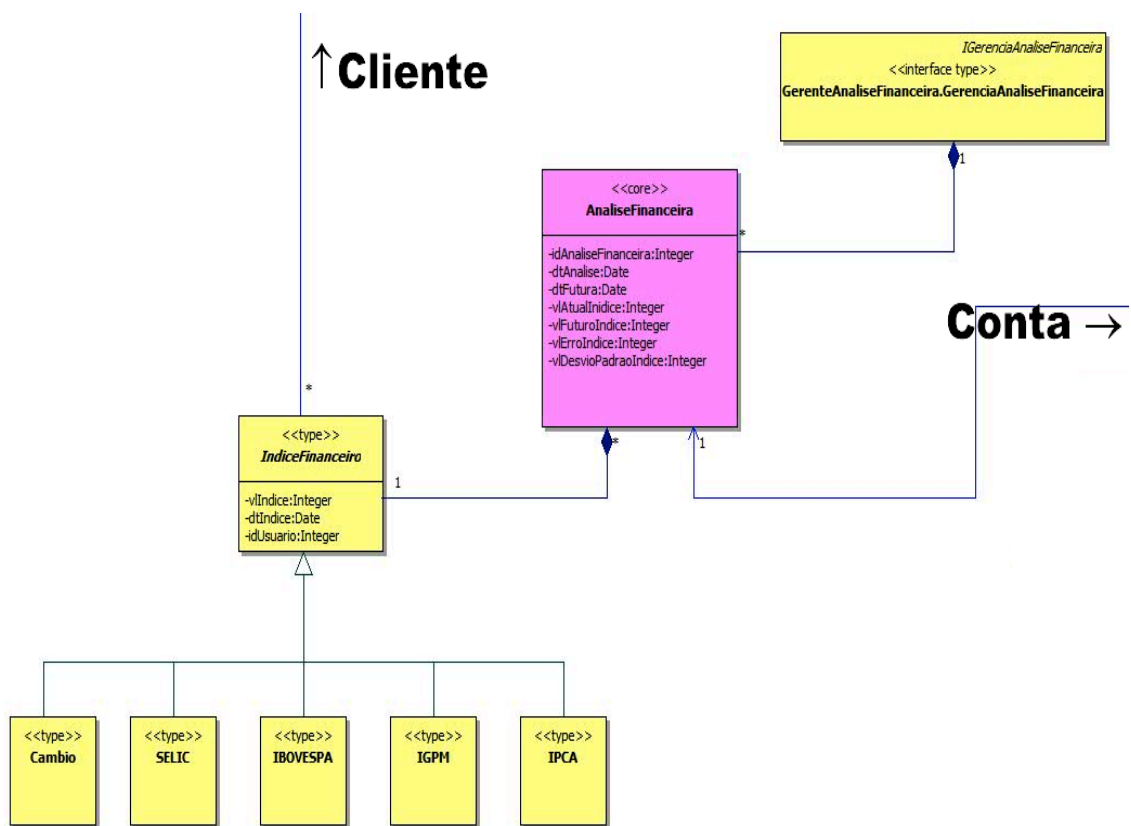 ↑Cliente
IGerenciaAnaliseFinanceira
<<interface type>>
GerenteAnaliseFinanceira.GerenciaAnaliseFinanceira
1
<<core>>
AnaliseFinanceira
-idAnaliseFinanceira:Integer
-dtAnalise:Date
-dtFutura:Date
-vlAtualInidice:Integer
-vlFuturoIndice:Integer
-vlErroIndice:Integer
-vlDesvioPadraoIndice:Integer
*
Conta →
*
<<type>>
IndiceFinanceiro
-vlIndice:Integer
-dtIndice:Date
-idUsuario:Integer
1
*
1
<<type>>
Cambio
<<type>>
SELIC
<<type>>
IBOVESPA
<<type>>
IGPM
<<type>>
IPCA